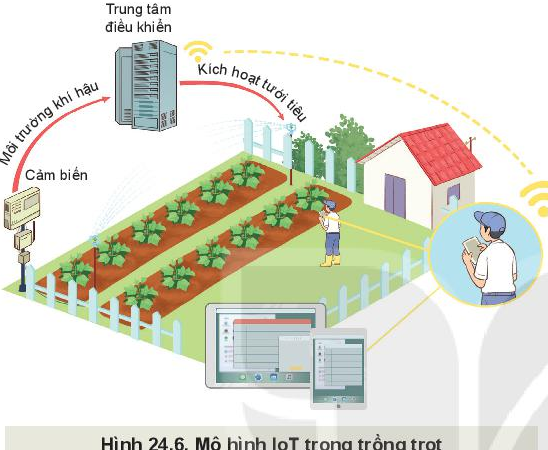 Trung tâm
điều khiển
Kích hoạt tưới tiêu
Môi trường khí hậu
Cảm biến
Hình 24.6. Mô hình IoT trong trồng trọt